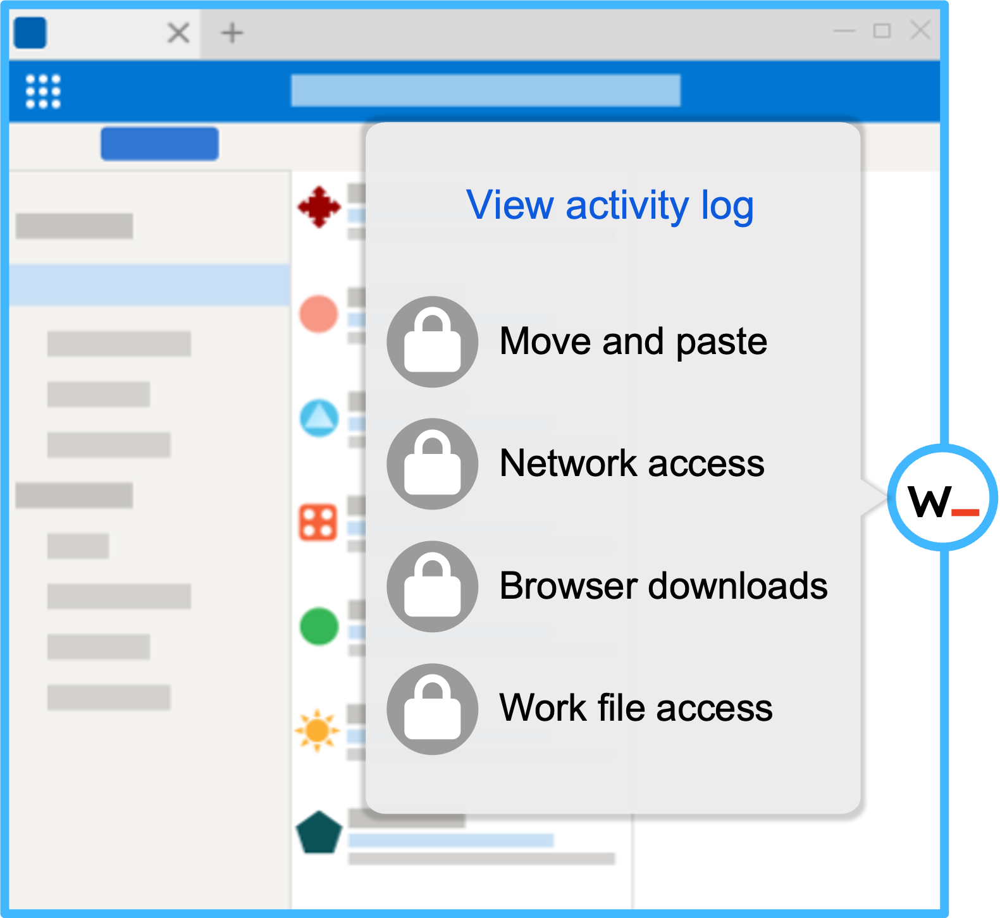 View activity log
Move and paste
Network access
Browser downloads
Work file access
w_